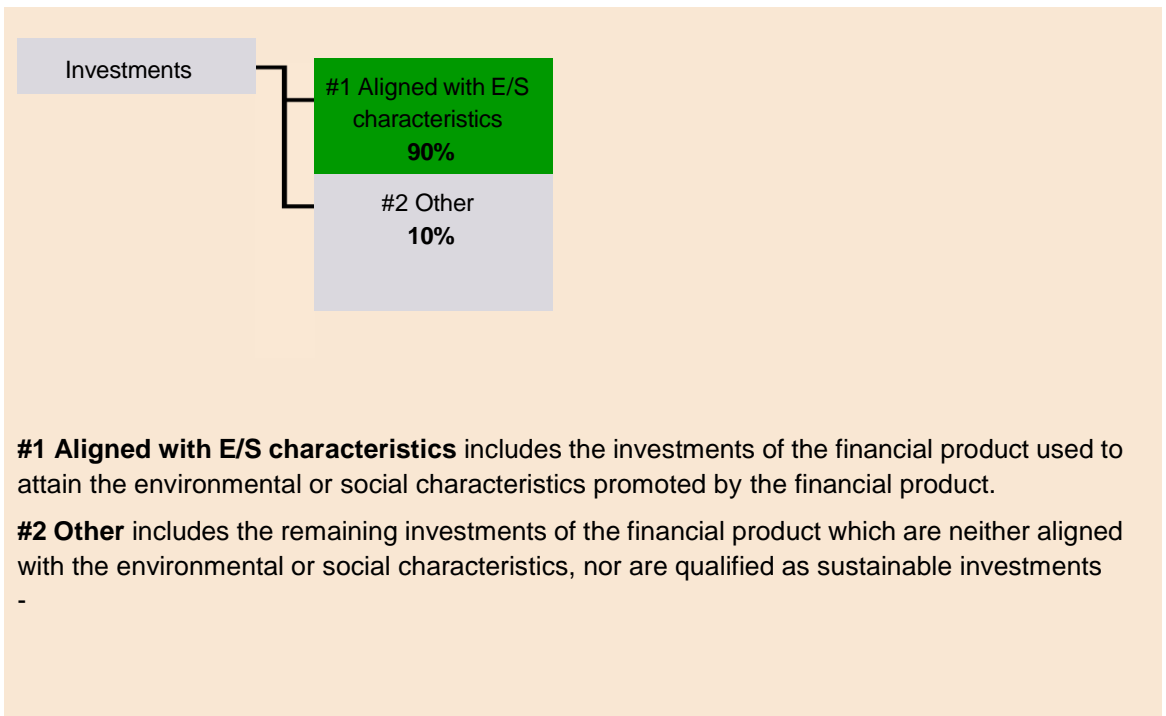 Investments
#1 Aligned with E/S
characteristics
90%
#2 Other
10%
#1 Aligned with E/S characteristics includes the investments of the financial product used to
attain the environmental or social characteristics promoted by the financial product.
#2 Other includes the remaining investments of the financial product which are neither aligned
with the environmental or social characteristics, nor are qualified as sustainable investments
-